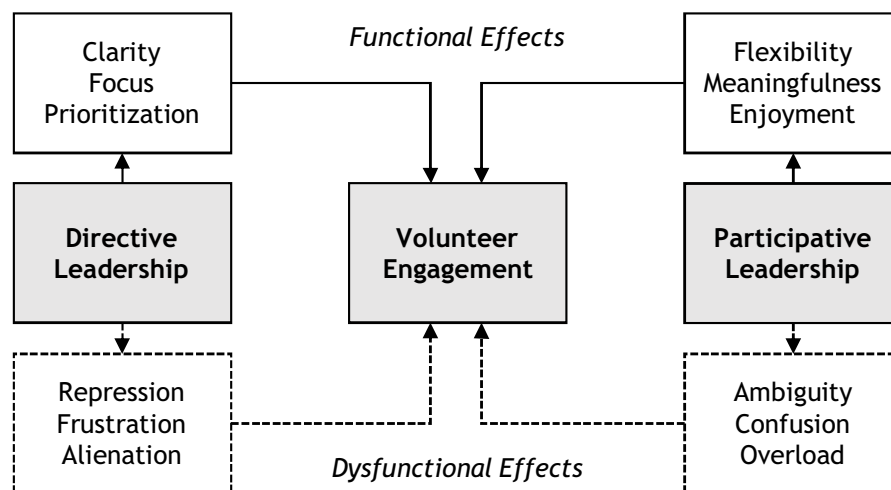 Clarity
Focus
Prioritization
Functional Effects
Flexibility
Meaningfulness
Enjoyment
Directive
Leadership
Volunteer
Engagement
Participative
Leadership
Repression
Frustration
Alienation
Dysfunctional Effects
Ambiguity
Confusion
Overload